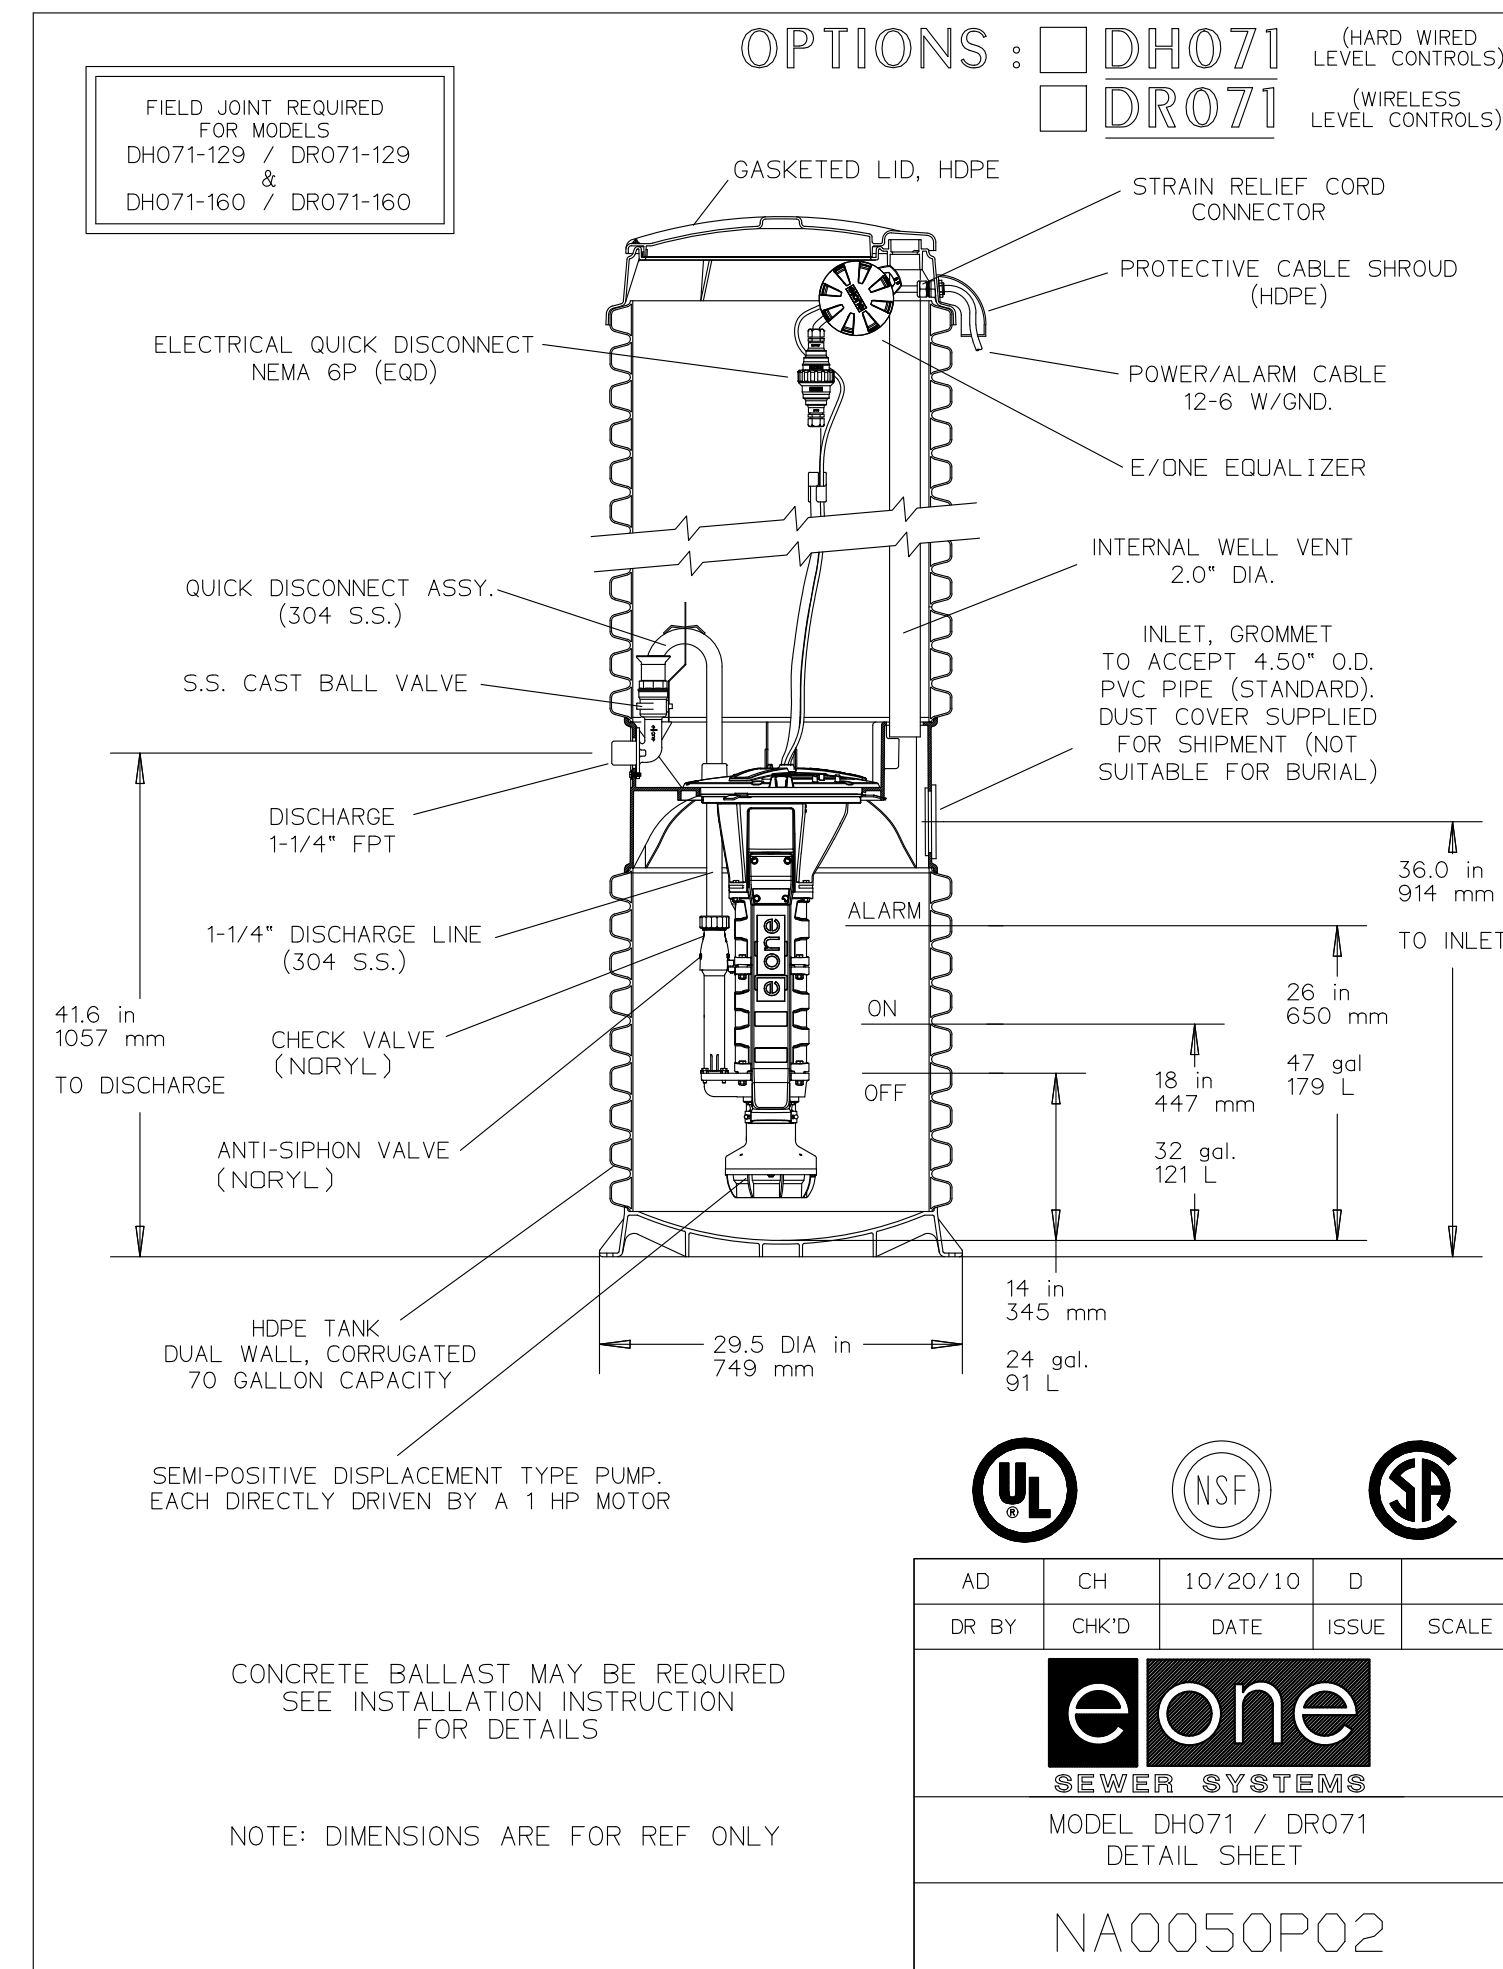 OPTIONS : DH071 (HARD WIRED
LEVEL CONTROLS)
DR071 (WIRELESS
LEVEL CONTROLS)
FIELD JOINT REQUIRED
FOR MODELS
DH071-129 / DR071-129
&
DH071-160 / DR071-160
GASKETED LID, HDPE
STRAIN RELIEF CORD
CONNECTOR
PROTECTIVE CABLE SHROUD
(HDPE)
ELECTRICAL QUICK DISCONNECT
NEMA 6P (EQD)
POWER/ALARM CABLE
12-6 W/GND.
E/ONE EQUALIZER
INTERNAL WELL VENT
2.0" DIA.
QUICK DISCONNECT ASSY.
(304 S.S.)
INLET, GROMMET
TO ACCEPT 4.50" O.D.
PVC PIPE (STANDARD).
DUST COVER SUPPLIED
FOR SHIPMENT (NOT
SUITABLE FOR BURIAL)
S.S. CAST BALL VALVE
DISCHARGE
1-1/4" FPT
36.0 in
914 mm
TO INLET
ALARM
1-1/4" DISCHARGE LINE
(304 S.S.)
e one
26 in
650 mm
47 gal
179 L
ON
41.6 in
1057 mm
TO DISCHARGE
CHECK VALVE
(NORYL)
OFF
18 in
447 mm
32 gal.
121 L
ANTI-SIPHON VALVE
(NORYL)
14 in
345 mm
24 gal.
91 L
HDPE TANK
DUAL WALL, CORRUGATED
70 GALLON CAPACITY
29.5 DIA in
749 mm
SEMI-POSITIVE DISPLACEMENT TYPE PUMP.
EACH DIRECTLY DRIVEN BY A 1 HP MOTOR
UL ®
NSF
SA
AD CH 10/20/10 D
DR BY CHK'D DATE ISSUE SCALE
CONCRETE BALLAST MAY BE REQUIRED
SEE INSTALLATION INSTRUCTION
FOR DETAILS
e one
SEWER SYSTEMS
NOTE: DIMENSIONS ARE FOR REF ONLY
MODEL DH071 / DR071
DETAIL SHEET
NA0050P02